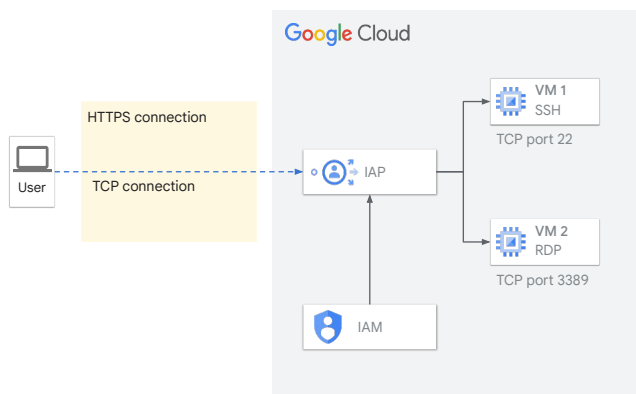 Google Cloud
HTTPS connection
TCP connection
User
IAP
IAM
VM 1
SSH
TCP port 22
VM 2
RDP
TCP port 3389